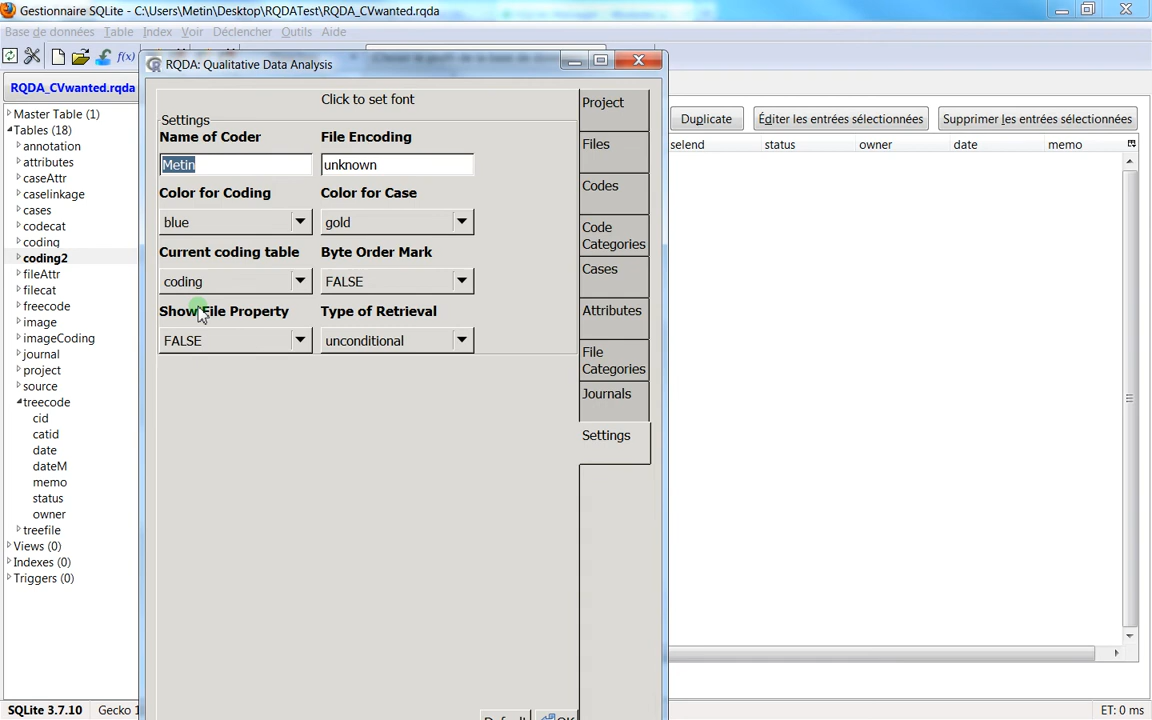 Gestionnaire SQLite - C:\Users\Metin\Desktop\RQDATest\RQDA_CVwanted.rqda
Base de données Table Index Voir Déclencher Outils Aide
f(x)
RQDA_CVwanted.rqda
Master Table (1)
Tables (18)
annotation
attributes
caseAttr
caselinkage
cases
codecat
coding
coding2
fileAttr
filecat
freecode
image
imageCoding
journal
project
source
treecode
cid
catid
date
dateM
memo
status
owner
treefile
Views (0)
Indexes (0)
Triggers (0)
SQLite 3.7.10 Gecko 1
RQDA: Qualitative Data Analysis
Click to set font
Settings
Name of Coder File Encoding
Metin unknown
Color for Coding Color for Case
blue gold
Current coding table Byte Order Mark
coding FALSE
Show File Property Type of Retrieval
FALSE unconditional
Default OK
Project
Files
Codes
Code
Categories
Cases
Attributes
File
Categories
Journals
Settings
Duplicate Éditer les entrées sélectionnées Supprimer les entrées sélectionnées
selend status owner date memo
ET: 0 ms